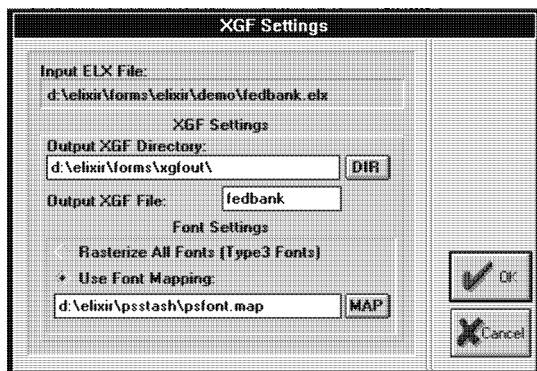 XGF Settings
Input ELX File:
d:\elixir\forms\elixir\demo\fedbank.elx
XGF Settings
Output XGF Directory:
d:\elixir\forms\xgfout\ DIR
Output XGF File: fedbank
Font Settings
Rasterize All Fonts (Type3 Fonts)
Use Font Mapping:
d:\elixir\psstash\psfont.map MAP
OK
Cancel